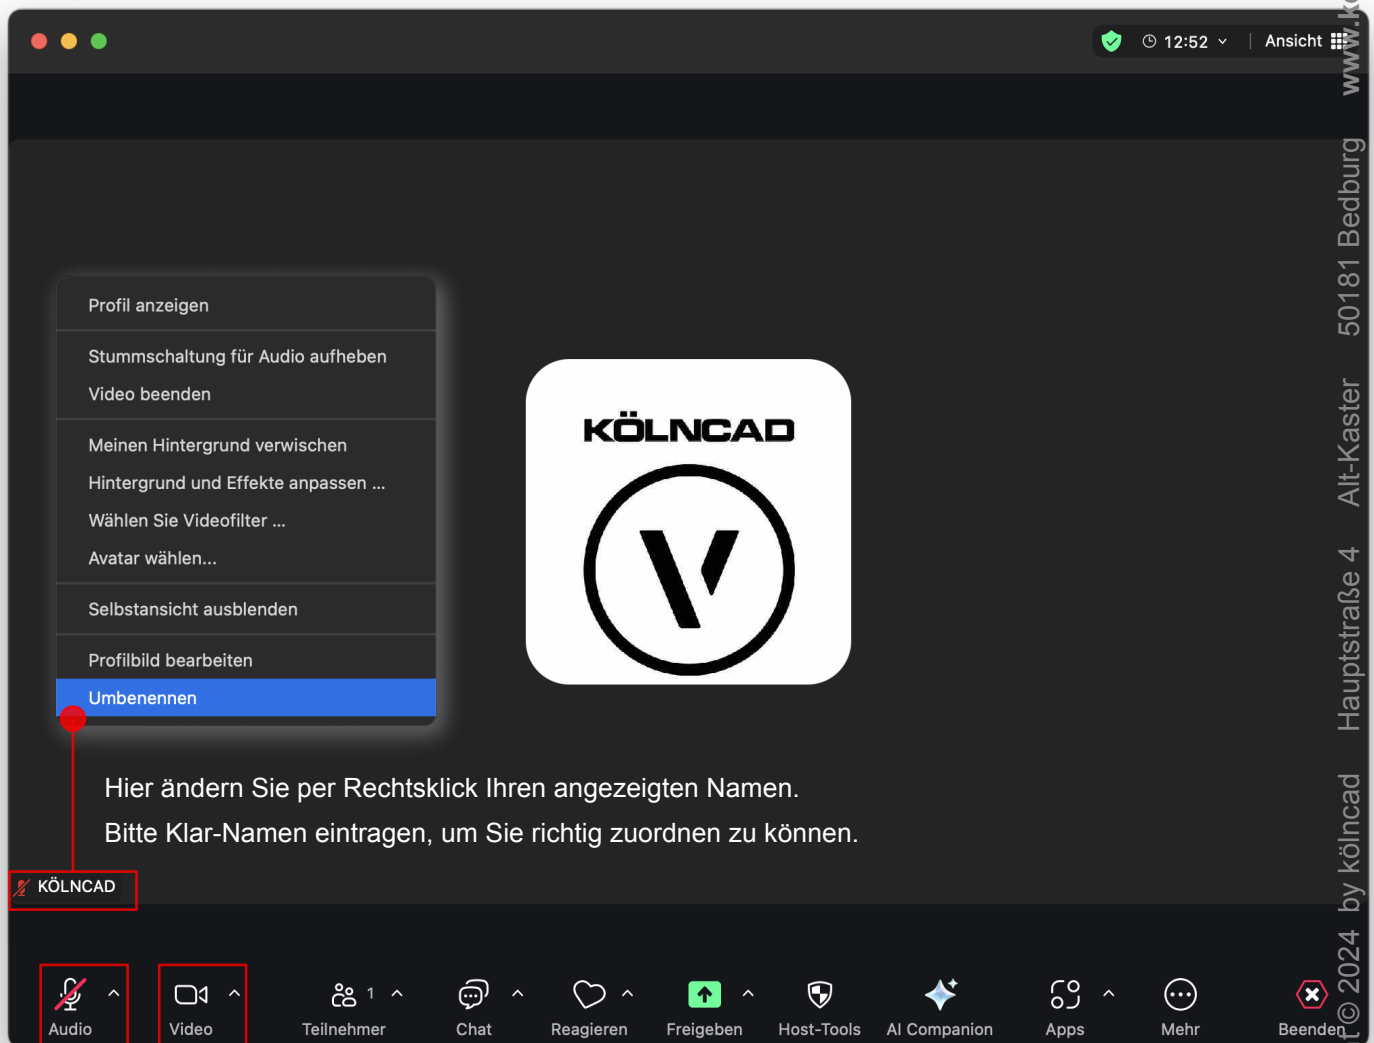 12:52
Ansicht
Profil anzeigen
Stummschaltung für Audio aufheben
Video beenden
Meinen Hintergrund verwischen
Hintergrund und Effekte anpassen ...
Wählen Sie Videofilter ...
Avatar wählen...
Selbstansicht ausblenden
Profilbild bearbeiten
Umbenennen
KÖLNCAD
Hier ändern Sie per Rechtsklick Ihren angezeigten Namen.
Bitte Klar-Namen eintragen, um Sie richtig zuordnen zu können.
KÖLNCAD
1
Audio
Video
Teilnehmer
Chat
Reagieren
Freigeben
Host-Tools
AI Companion
Apps
Mehr
Beenden
© 2024 by kölncad Hauptstraße 4 Alt-Kaster 50181 Bedburg